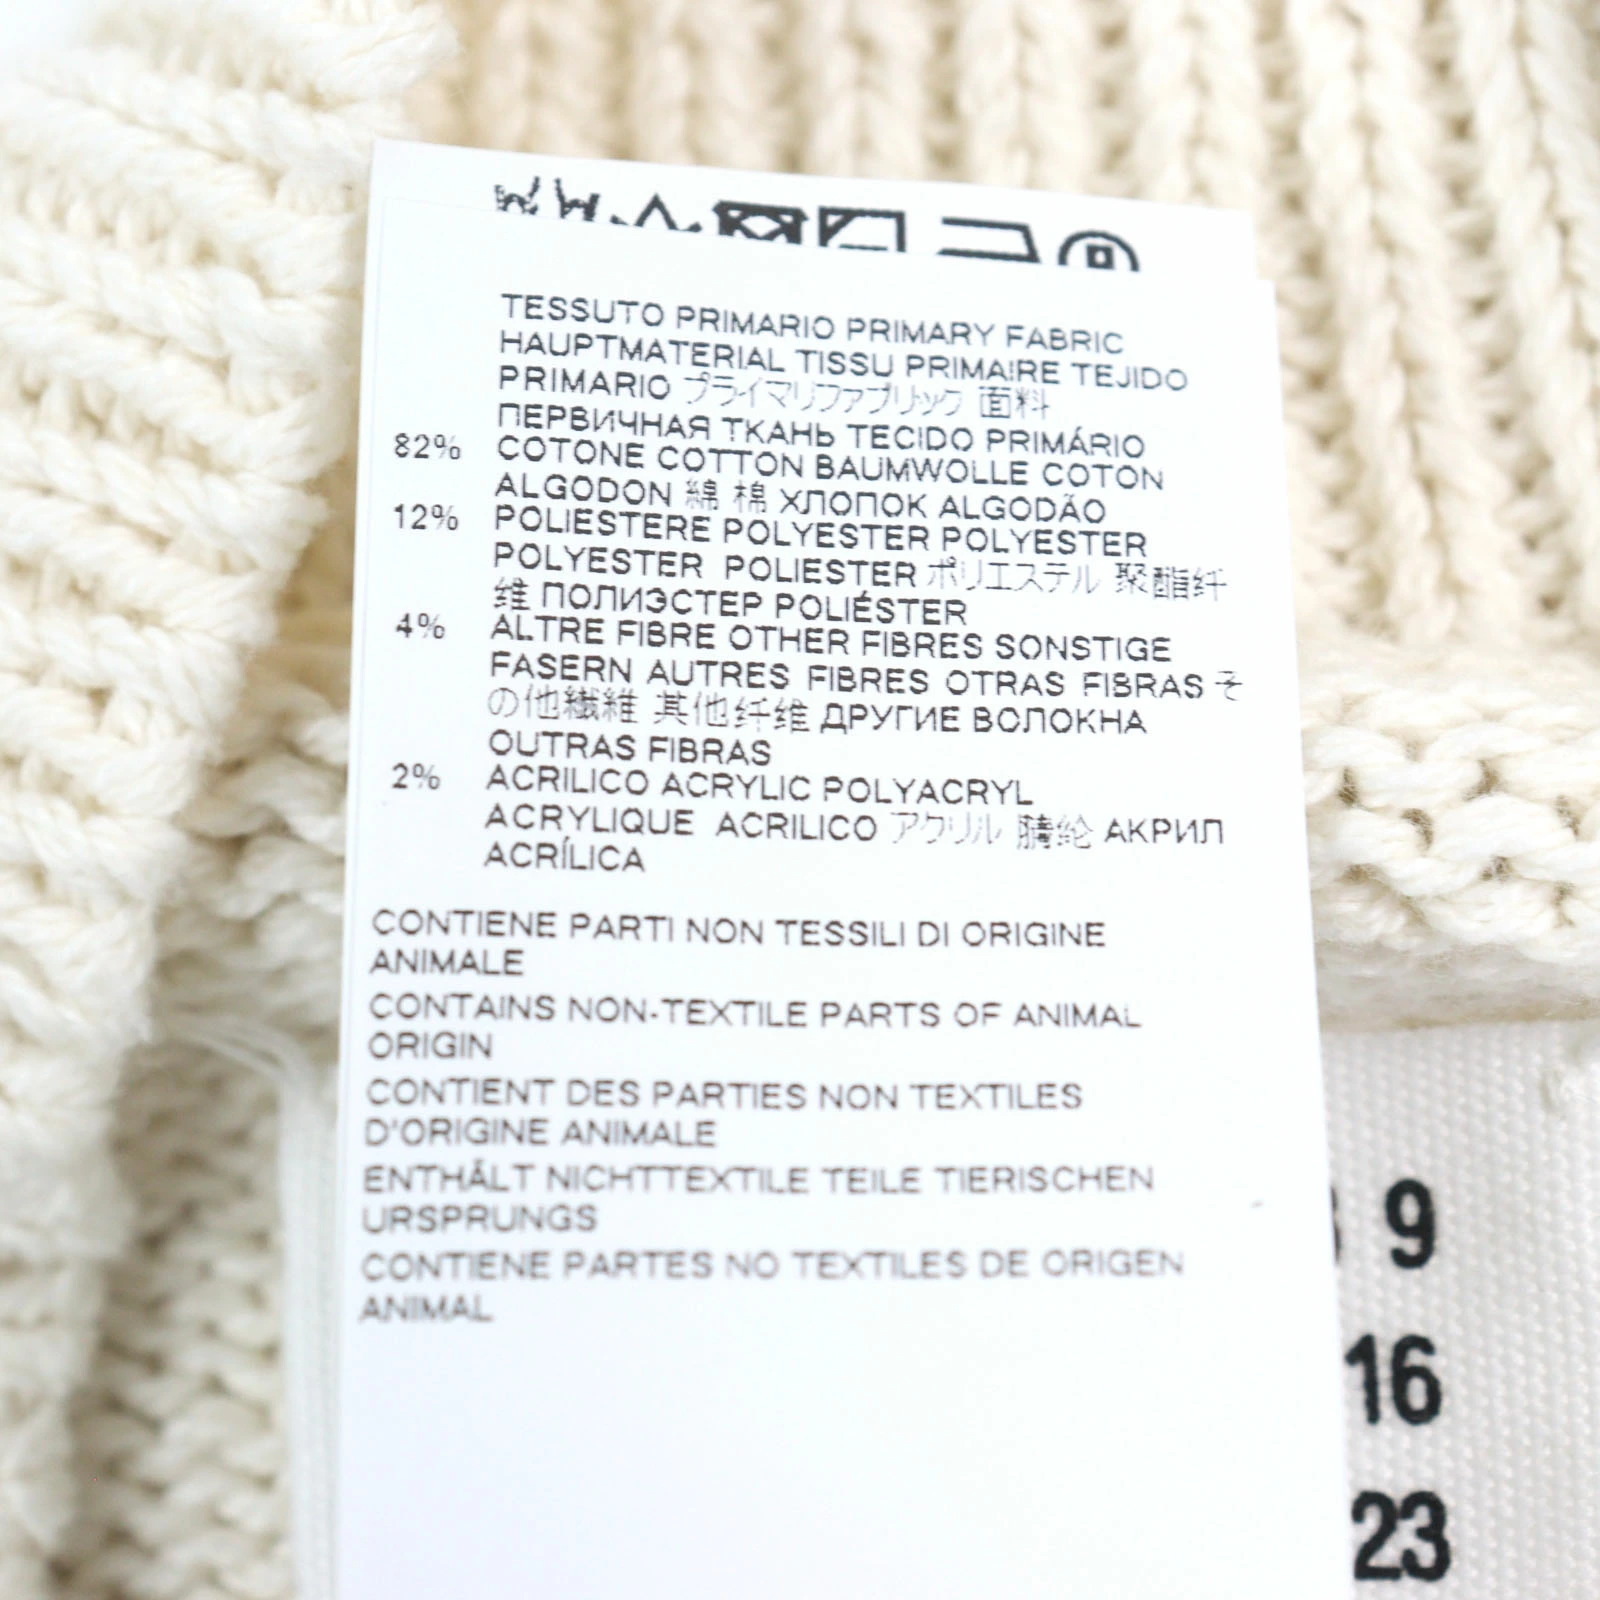 TESSUTO PRIMARIO PRIMARY FABRIC
HAUPTMATERIAL TISSU PRIMAIRE TEJIDO
PRIMARIO プライマリファブリック 面料
ПЕРВИЧНАЯ ТКАНЬ TECIDO PRIMÁRIO
82% COTONE COTTON BAUMWOLLE COTON
ALGODON 綿 棉 ХЛОПОК ALGODÃO
12% POLIESTERE POLYESTER POLYESTER
POLYESTER POLIESTER ポリエステル 聚酯纤
维 ПОЛИЭСТЕР POLIÉSTER
4% ALTRE FIBRE OTHER FIBRES SONSTIGE
FASERN AUTRES FIBRES OTRAS FIBRAS そ
の他繊維 其他纤维 ДРУГИЕ ВОЛОКНА
OUTRAS FIBRAS
2% ACRILICO ACRYLIC POLYACRYL
ACRYLIQUE ACRILICO アクリル 腈纶 АКРИЛ
ACRÍLICA
CONTIENE PARTI NON TESSILI DI ORIGINE
ANIMALE
CONTAINS NON-TEXTILE PARTS OF ANIMAL
ORIGIN
CONTIENT DES PARTIES NON TEXTILES
D'ORIGINE ANIMALE
ENTHÄLT NICHTTEXTILE TEILE TIERISCHEN
URSPRUNGS
CONTIENE PARTES NO TEXTILES DE ORIGEN
ANIMAL
9
16
23